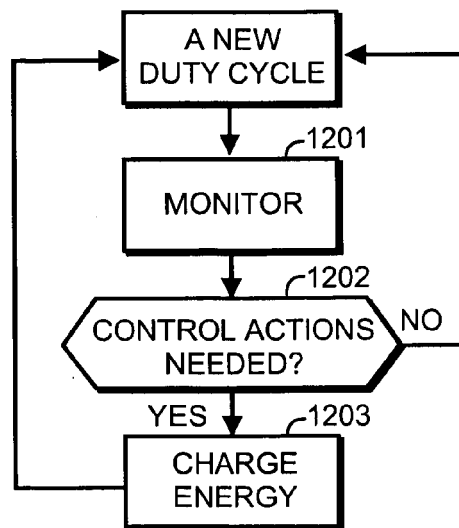 A NEW
DUTY CYCLE
1201
MONITOR
1202
CONTROL ACTIONS
NEEDED?
NO
YES
1203
CHARGE
ENERGY